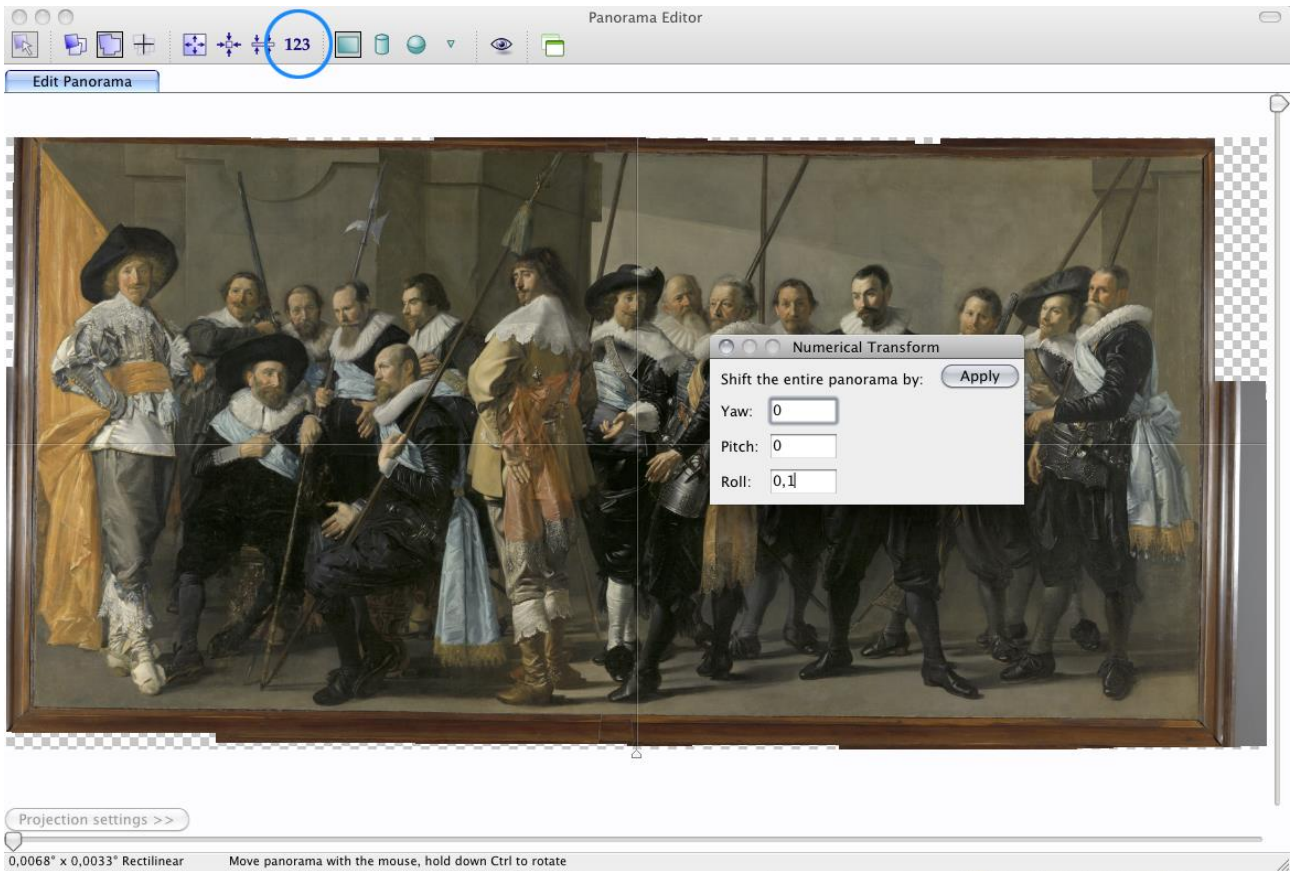 Panorama Editor
123
Edit Panorama
Numerical Transform
Shift the entire panorama by:
Apply
Yaw: 0
Pitch: 0
Roll: 0,1
Projection settings >>
0,0068° x 0,0033° Rectilinear Move panorama with the mouse, hold down Ctrl to rotate